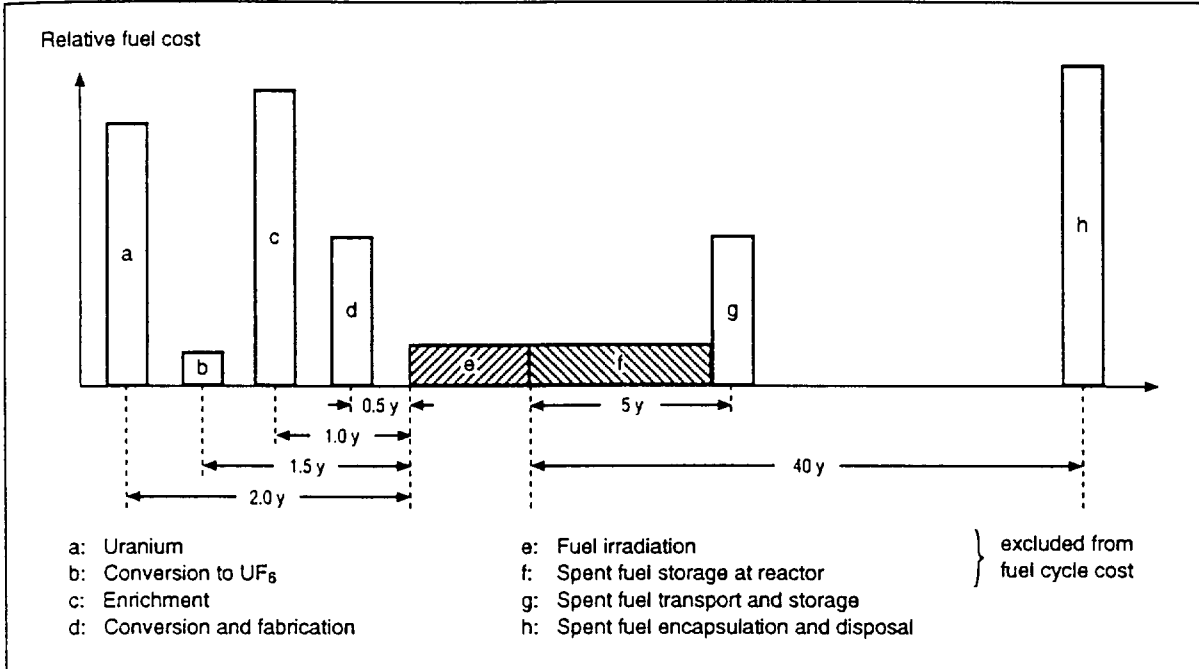 Relative fuel cost
a
b
c
d
e
f
g
h
0.5 y
5 y
1.0 y
1.5 y
40 y
2.0 y
a: Uranium
b: Conversion to UF₆
c: Enrichment
d: Conversion and fabrication
e: Fuel irradiation
f: Spent fuel storage at reactor
g: Spent fuel transport and storage
h: Spent fuel encapsulation and disposal
excluded from
fuel cycle cost